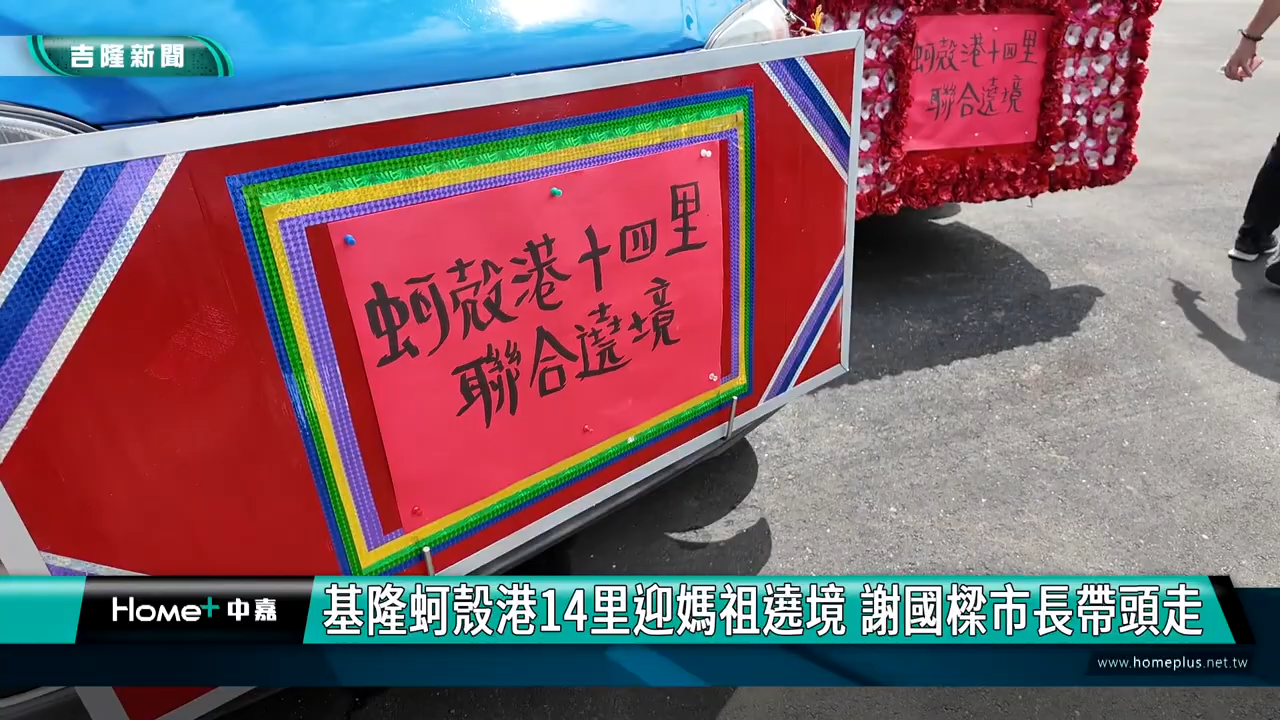 吉隆新聞
蚵殼港十四里
聯合遶境
蚵殼港十四里
聯合遶境
Home+中嘉
基隆蚵殼港14里迎媽祖遶境 謝國樑市長帶頭走
www.homeplus.net.tw